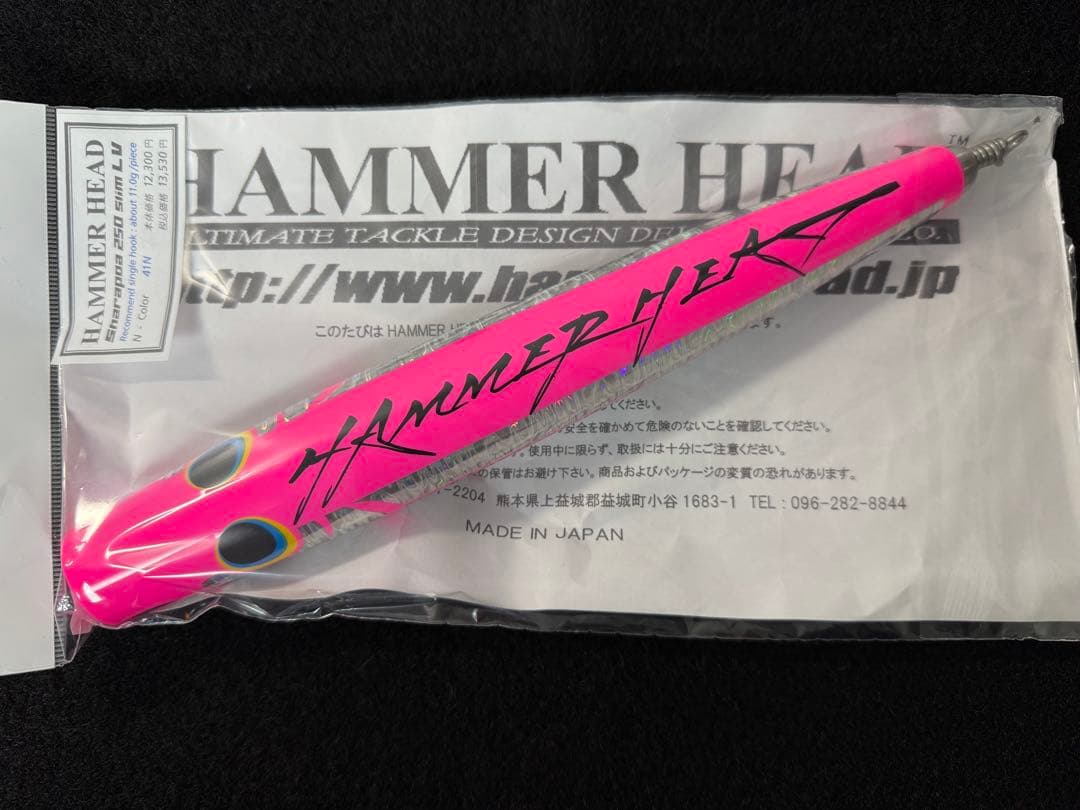 HAMMER HEAD
Sharappa 250 Slim LV
Recommend single hook : about 11.0g /piece
N - Color 41N
本体価格 12,300 円
税込価格 13,530 円
HAMMER HEA
TM
LTIMATE TACKLE DESIGN DE CO.
ttp://www.ha ad.jp
このたびは HAMMER HE ます。
HAMMER HEAT
ください。
安全を確かめて危険のないことを確認してください。
使用中に限らず、取扱には十分にご注意ください。
の保管はお避け下さい。商品およびパッケージの変質の恐れがあります。
-2204 熊本県上益城郡益城町小谷 1683-1 TEL : 096-282-8844
MADE IN JAPAN